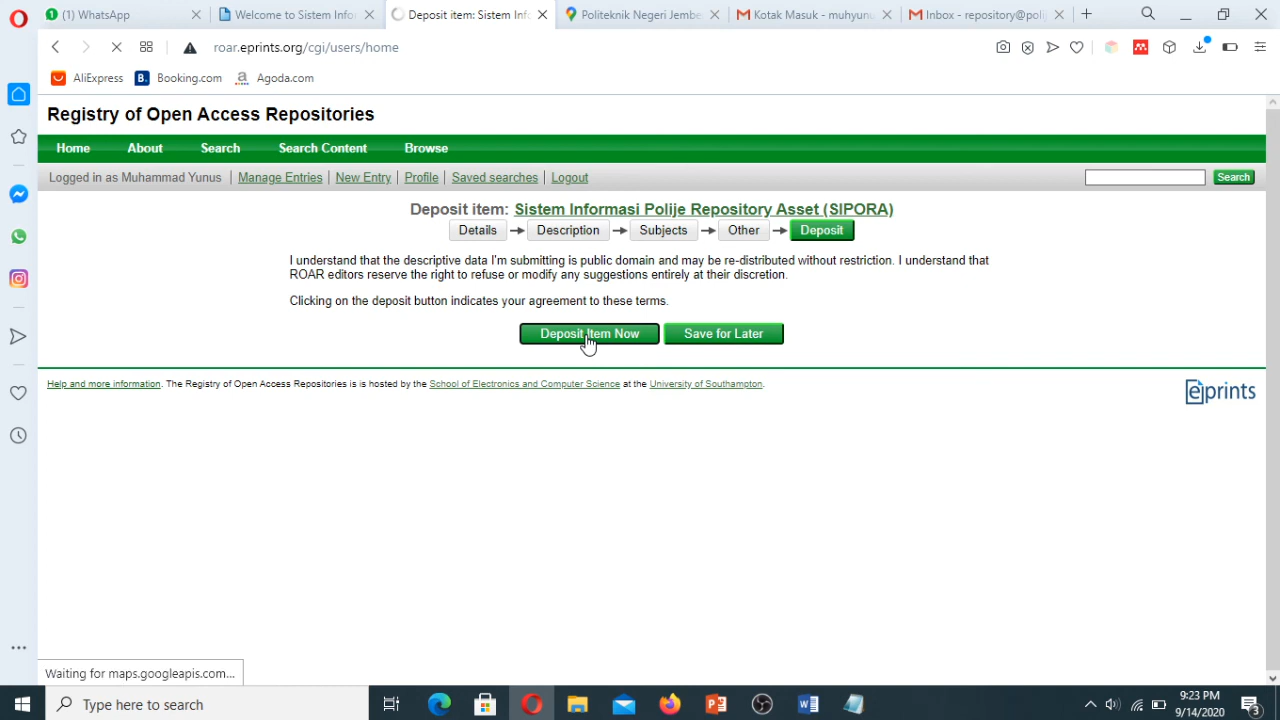 (1) WhatsApp
Welcome to Sistem Info
Deposit item: Sistem Info
Politeknik Negeri Jembe
Kotak Masuk - muhyunu
Inbox - repository@poli
roar.eprints.org/cgi/users/home
AliExpress
B. Booking.com
a Agoda.com
Registry of Open Access Repositories
Home About Search Search Content Browse
Logged in as Muhammad Yunus | Manage Entries | New Entry | Profile | Saved searches | Logout Search
Deposit item: Sistem Informasi Polije Repository Asset (SIPORA)
Details Description Subjects Other Deposit
I understand that the descriptive data I'm submitting is public domain and may be re-distributed without restriction. I understand that
ROAR editors reserve the right to refuse or modify any suggestions entirely at their discretion.
Clicking on the deposit button indicates your agreement to these terms.
Deposit Item Now Save for Later
Help and more information. The Registry of Open Access Repositories is is hosted by the School of Electronics and Computer Science at the University of Southampton.
eprints
Waiting for maps.googleapis.com...
Type here to search
9:23 PM
9/14/2020
3